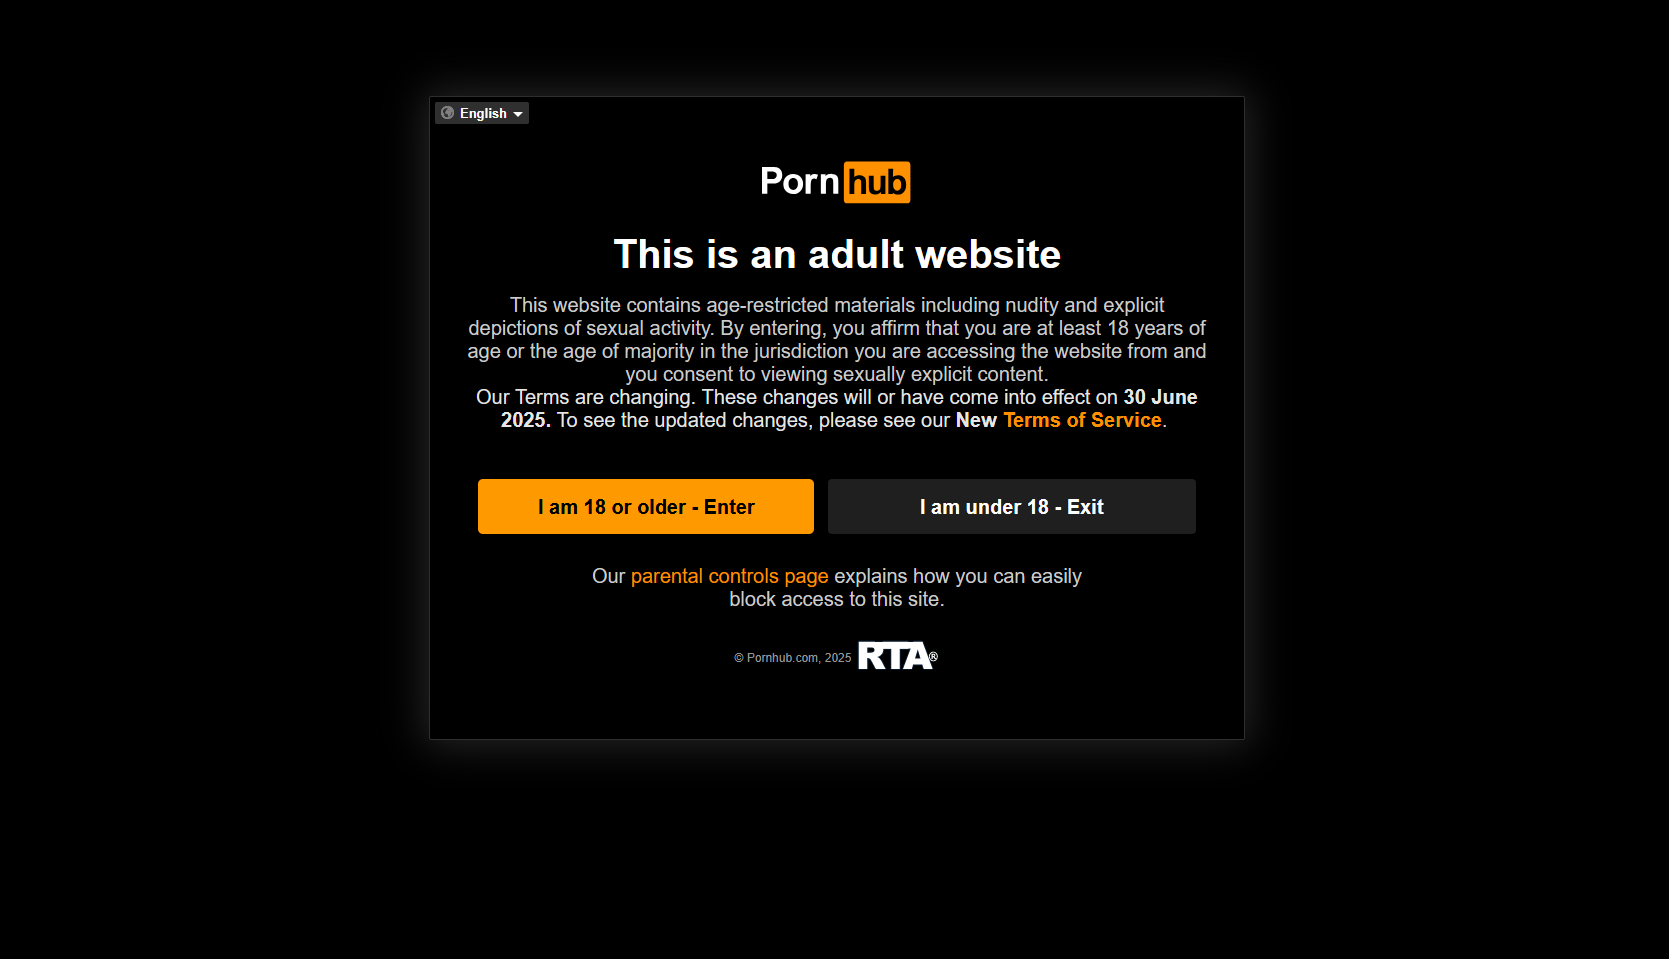 English
Porn hub
This is an adult website
This website contains age-restricted materials including nudity and explicit
depictions of sexual activity. By entering, you affirm that you are at least 18 years of
age or the age of majority in the jurisdiction you are accessing the website from and
you consent to viewing sexually explicit content.
Our Terms are changing. These changes will or have come into effect on 30 June
2025. To see the updated changes, please see our New Terms of Service.
I am 18 or older - Enter
I am under 18 - Exit
Our parental controls page explains how you can easily
block access to this site.
© Pornhub.com, 2025 RTA®